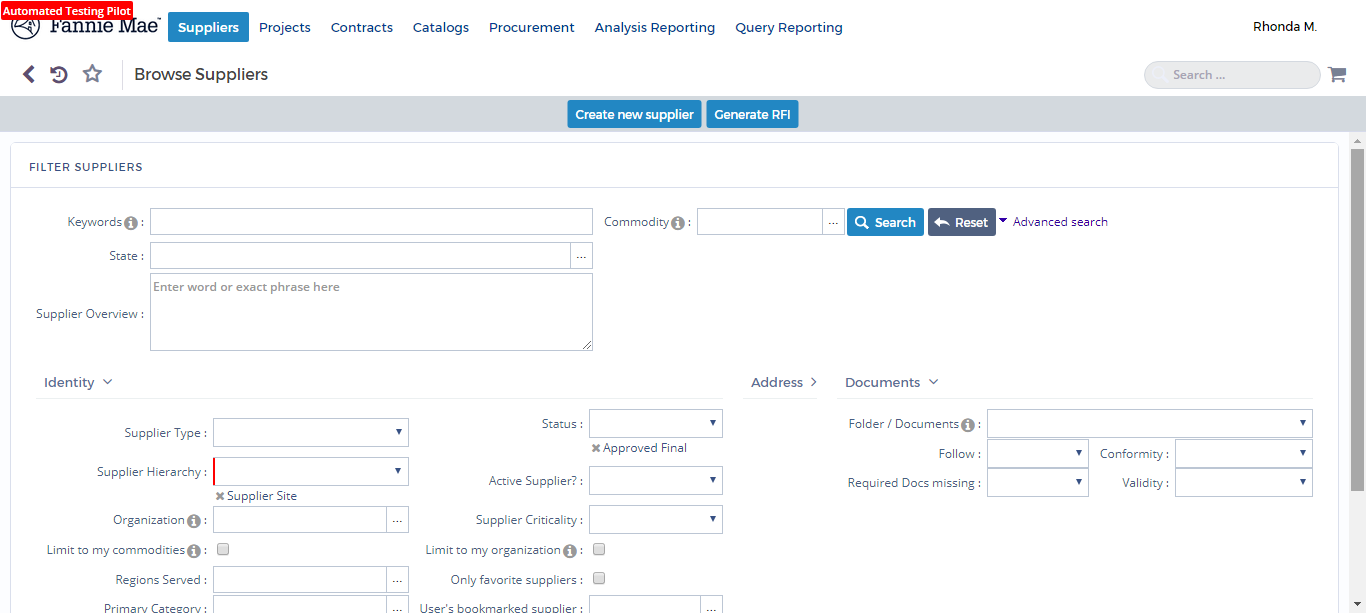 Automated Testing Pilot
Fannie Mae Suppliers Projects Contracts Catalogs Procurement Analysis Reporting Query Reporting Rhonda M.
Browse Suppliers Search ...
Create new supplier Generate RFI
FILTER SUPPLIERS
Keywords : Commodity : ... Search Reset Advanced search
State : ...
Supplier Overview : Enter word or exact phrase here
Identity Address Documents
Supplier Type : Status : Folder / Documents :
Approved Final
Follow : Conformity :
Supplier Hierarchy : Active Supplier? : Required Docs missing : Validity :
Supplier Site
Organization : ... Supplier Criticality :
Limit to my commodities : Limit to my organization :
Regions Served : ... Only favorite suppliers :
Primary Category : ... User's bookmarked supplier : ...